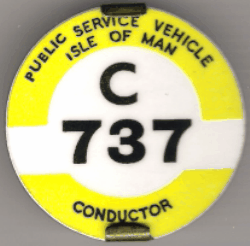 PUBLIC SERVICE VEHICLE
ISLE OF MAN
C
737
CONDUCTOR